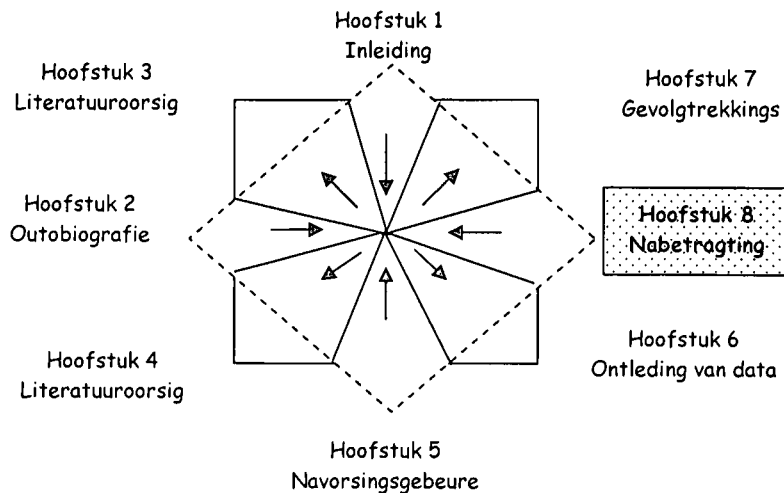 Hoofstuk 1
Inleiding
Hoofstuk 3
Literatuuroorsig
Hoofstuk 7
Gevolgtrekkings
Hoofstuk 2
Outobiografie
Hoofstuk 8
Nabetragting
Hoofstuk 4
Literatuuroorsig
Hoofstuk 6
Ontleding van data
Hoofstuk 5
Navorsingsgebeure